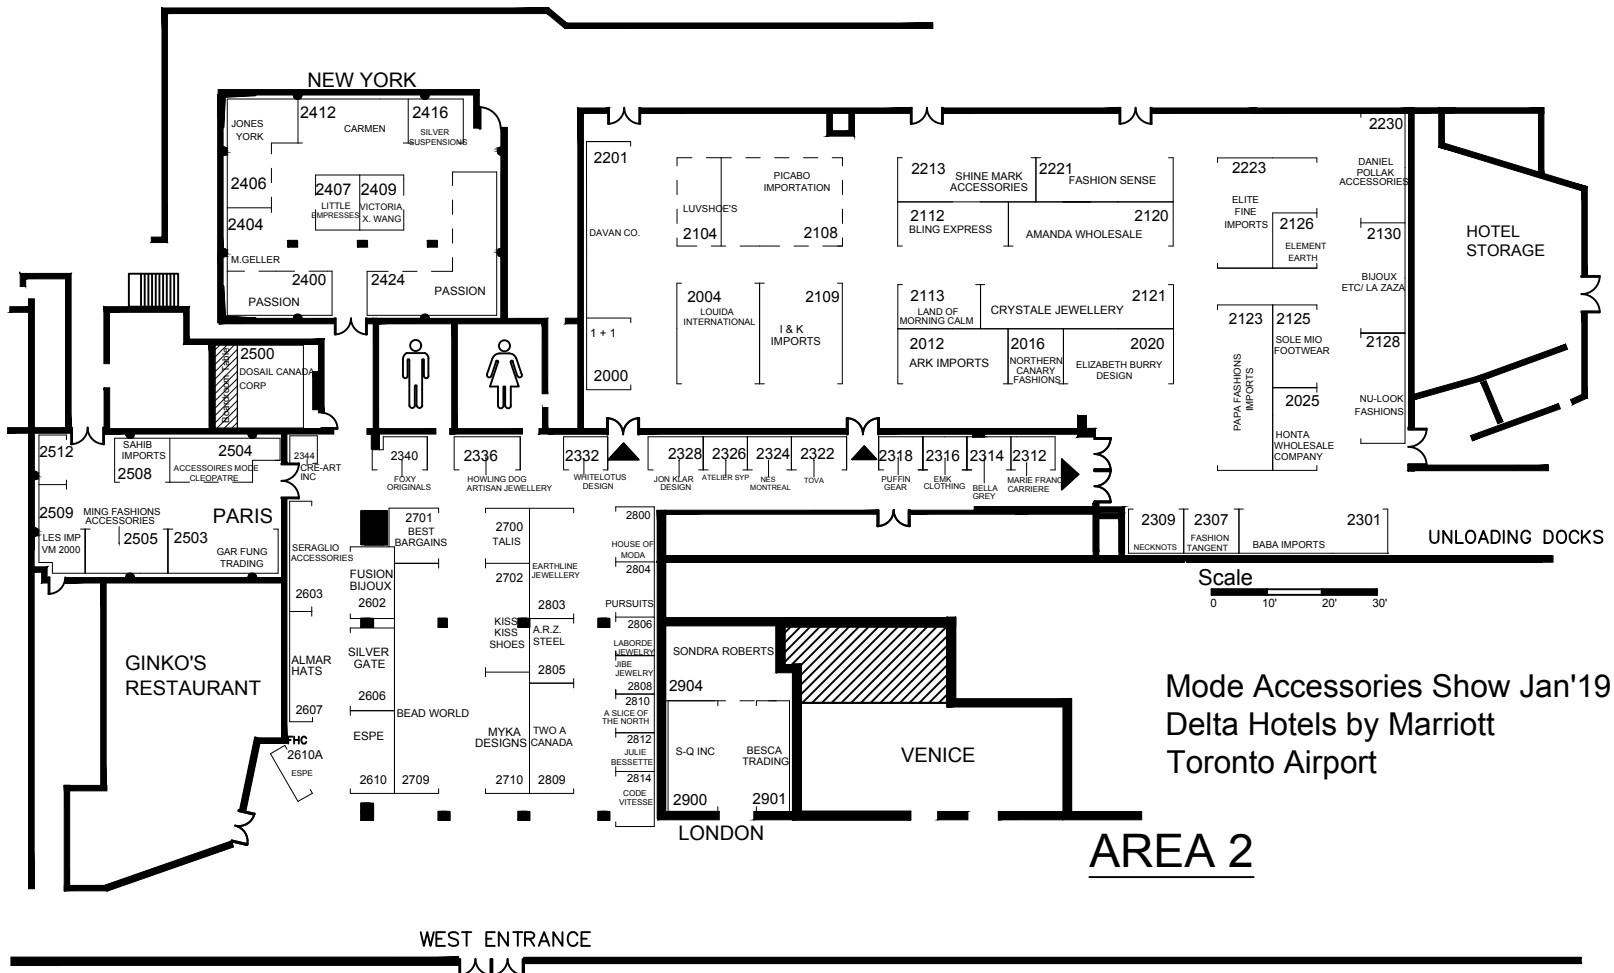 NEW YORK
JONES
YORK
2412
CARMEN
2416
SILVER
SUSPENSIONS
2406
2407
LITTLE
EMPRESSES
2409
VICTORIA
X. WANG
2404
M.GELLER
2400
PASSION
2424
PASSION
2201
DAVAN CO.
1 + 1
2000
LUVSHOE'S
2104
PICABO
IMPORTATION
2108
2213
SHINE MARK
ACCESSORIES
2221
FASHION SENSE
2112
BLING EXPRESS
2120
AMANDA WHOLESALE
2223
ELITE
FINE
IMPORTS
2126
ELEMENT
EARTH
2230
DANIEL
POLLAK
ACCESSORIES
2130
BIJOUX
ETC/ LA ZAZA
2128
NU-LOOK
FASHIONS
HOTEL
STORAGE
2004
LOUIDA
INTERNATIONAL
2109
I & K
IMPORTS
2113
LAND OF
MORNING CALM
2121
CRYSTALE JEWELLERY
2012
ARK IMPORTS
2016
NORTHERN
CANARY
FASHIONS
2020
ELIZABETH BURRY
DESIGN
2123
PAPA FASHIONS
IMPORTS
2125
SOLE MIO
FOOTWEAR
2025
HONTA
WHOLESALE
COMPANY
Boardroom Table
2500
DOSAIL CANADA
CORP
2512
SAHIB
IMPORTS
2508
2504
ACCESSOIRES MODE
CLEOPATRE
2509
LES IMP
VM 2000
MING FASHIONS
ACCESSORIES
2505
2503
GAR FUNG
TRADING
PARIS
2344
CRE-ART
INC
2340
FOXY
ORIGINALS
2336
HOWLING DOG
ARTISAN JEWELLERY
2332
WHITELOTUS
DESIGN
2328
JON KLAR
DESIGN
2326
ATELIER SYP
2324
NES
MONTREAL
2322
TOVA
2318
PUFFIN
GEAR
2316
EMK
CLOTHING
2314
BELLA
GREY
2312
MARIE FRANC
CARRIERE
2309
NECKNOTS
2307
FASHION
TANGENT
2301
BABA IMPORTS
UNLOADING DOCKS
Scale
0 10' 20' 30'
SERAGLIO
ACCESSORIES
2603
ALMAR
HATS
2607
FHC
2610A
ESPE
2701
BEST
BARGAINS
FUSION
BIJOUX
2602
SILVER
GATE
2606
BEAD WORLD
ESPE
2610
2709
2700
TALIS
2702
KISS
KISS
SHOES
MYKA
DESIGNS
2710
EARTHLINE
JEWELLERY
2803
A.R.Z.
STEEL
2805
TWO A
CANADA
2809
2800
HOUSE OF
MODA
2804
PURSUITS
2806
LABORDE
JEWELRY
JIBE
JEWELRY
2808
2810
A SLICE OF
THE NORTH
2812
JULIE
BESSETTE
2814
CODE
VITESSE
SONDRA ROBERTS
2904
S-Q INC
2900
BESCA
TRADING
2901
LONDON
VENICE
GINKO'S
RESTAURANT
Mode Accessories Show Jan'19
Delta Hotels by Marriott
Toronto Airport
AREA 2
WEST ENTRANCE